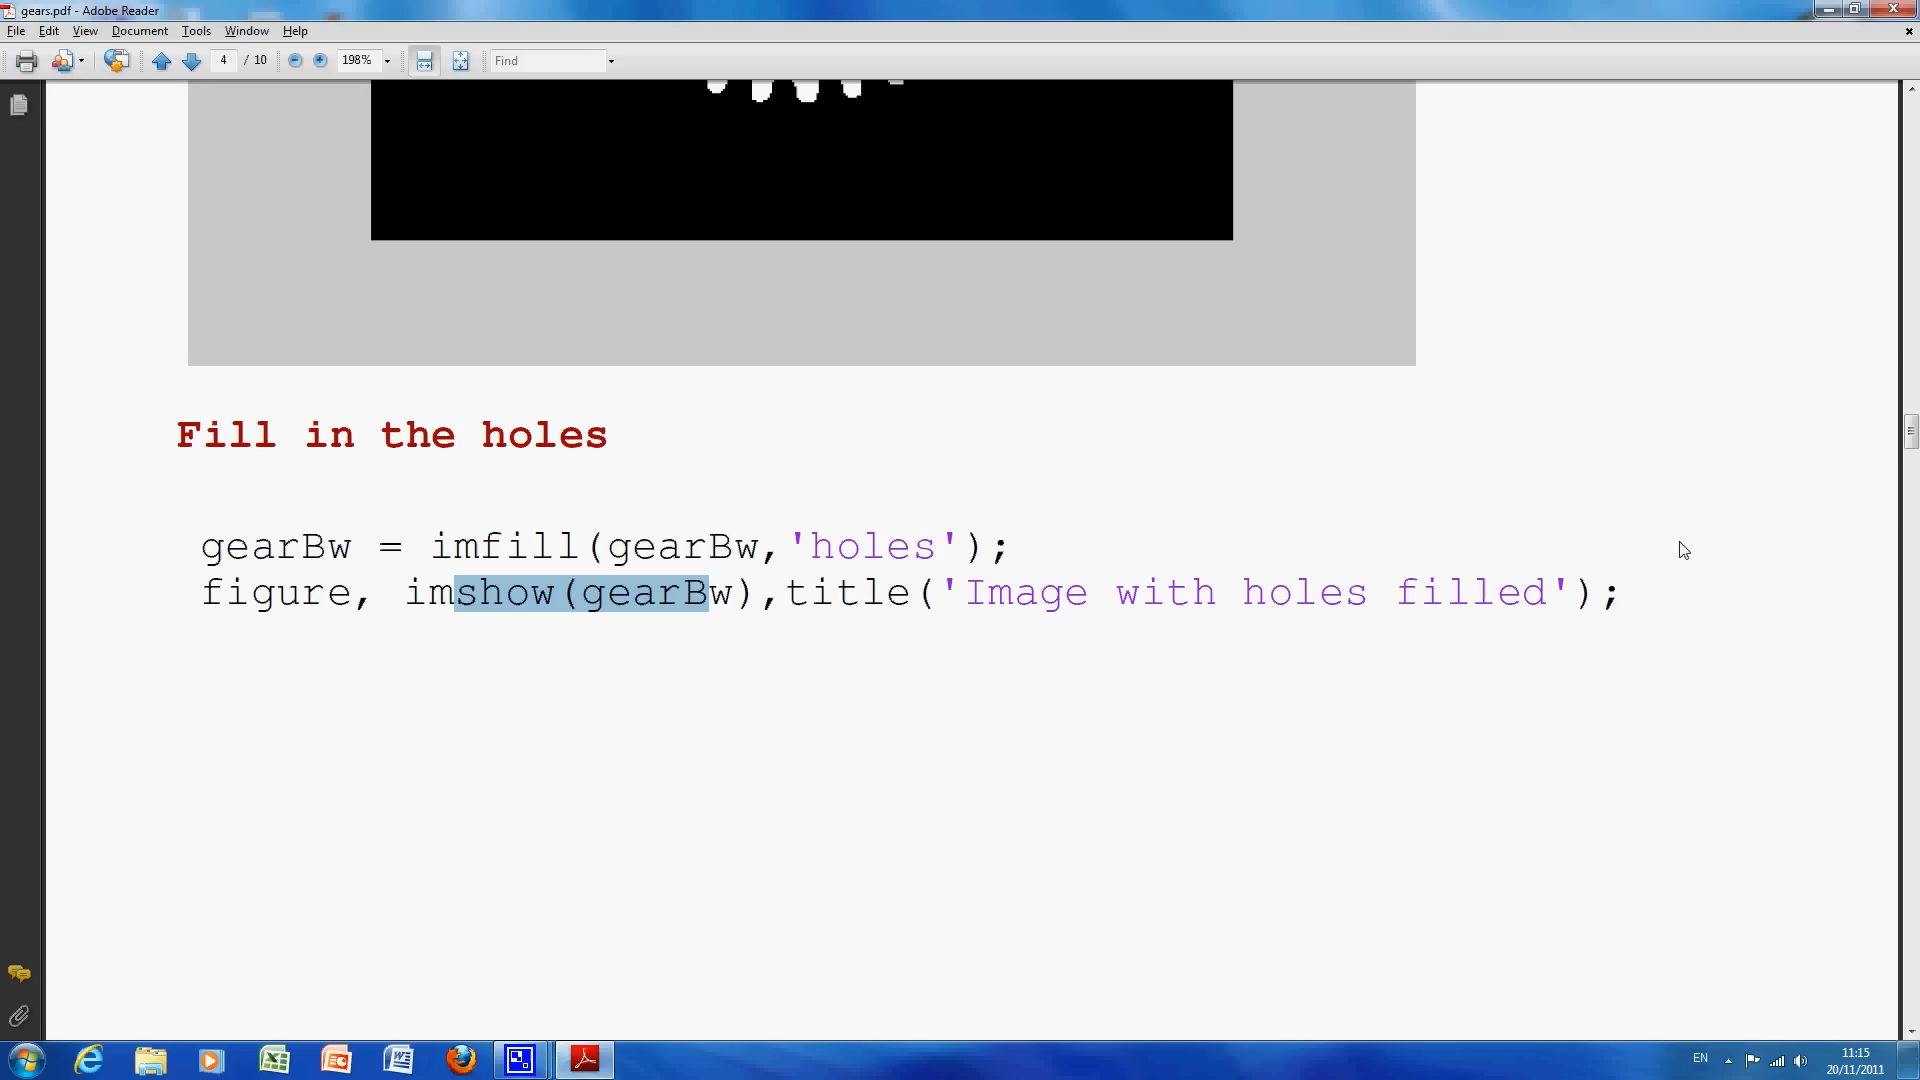 gears.pdf - Adobe Reader
File Edit View Document Tools Window Help
4 / 10 198% Find
Fill in the holes
gearBw = imfill(gearBw,'holes');
figure, imshow(gearBw),title('Image with holes filled');
EN 11:15
20/11/2011